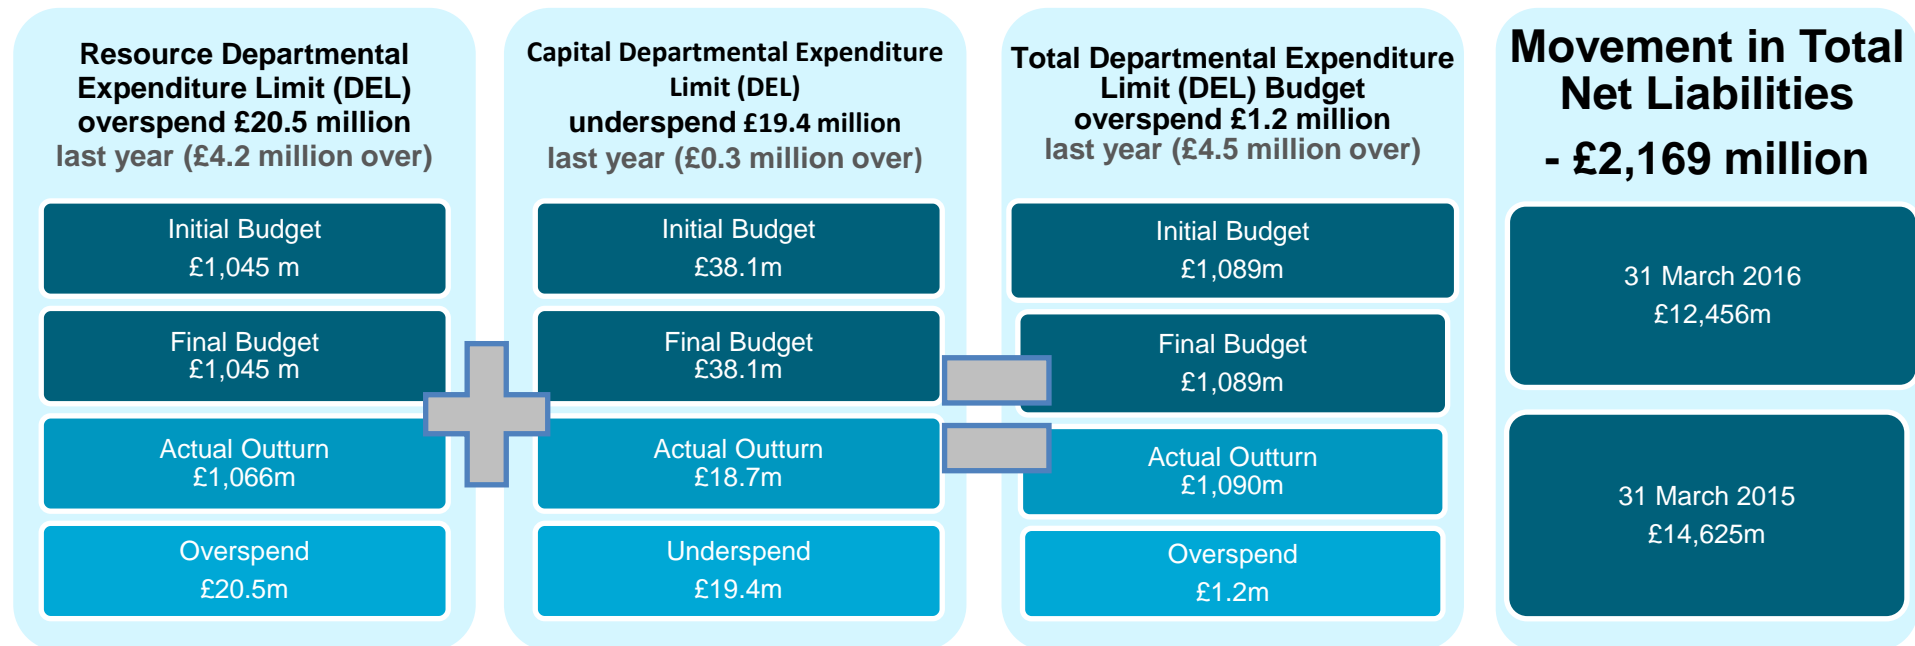 Resource Departmental
Expenditure Limit (DEL)
overspend £20.5 million
last year (£4.2 million over)
Initial Budget
£1,045 m
Final Budget
£1,045 m
Actual Outturn
£1,066m
Overspend
£20.5m
Capital Departmental Expenditure
Limit (DEL)
underspend £19.4 million
last year (£0.3 million over)
Initial Budget
£38.1m
Final Budget
£38.1m
Actual Outturn
£18.7m
Underspend
£19.4m
Total Departmental Expenditure
Limit (DEL) Budget
overspend £1.2 million
last year (£4.5 million over)
Initial Budget
£1,089m
Final Budget
£1,089m
Actual Outturn
£1,090m
Overspend
£1.2m
Movement in Total
Net Liabilities
- £2,169 million
31 March 2016
£12,456m
31 March 2015
£14,625m